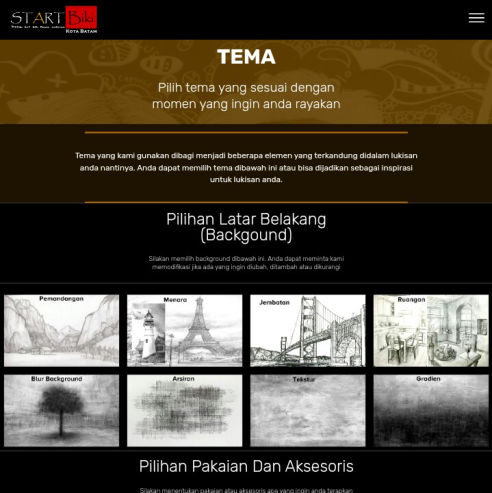 START Biki
KOTA BATAM
TEMA
Pilih tema yang sesuai dengan
momen yang ingin anda rayakan
Tema yang kami gunakan dibagi menjadi beberapa elemen yang terkandung didalam lukisan
anda nantinya. Anda dapat memilih tema dibawah ini atau bisa dijadikan sebagai inspirasi
untuk lukisan anda.
Pilihan Latar Belakang
(Backgound)
Silakan memilih background dibawah ini. Anda dapat meminta kami
memodifikasi jika ada yang ingin diubah, ditambah atau dikurangi
Pemandangan
Menara
Jembatan
Ruangan
Blur Background
Arsiran
Tekstur
Gradien
Pilihan Pakaian Dan Aksesoris
Silakan menentukan pakaian atau aksesoris apa yang ingin anda terapkan